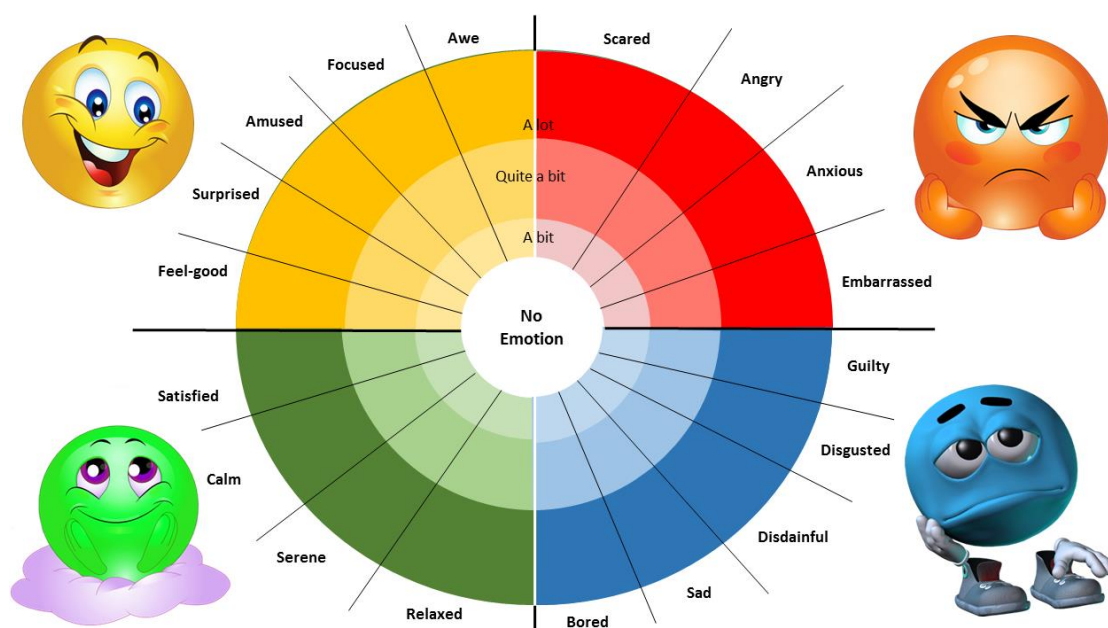 Awe
Scared
Focused
Angry
Amused
A lot
Anxious
Quite a bit
Surprised
A bit
Feel-good
Embarrassed
No
Emotion
Guilty
Satisfied
Disgusted
Calm
Disdainful
Serene
Sad
Relaxed
Bored